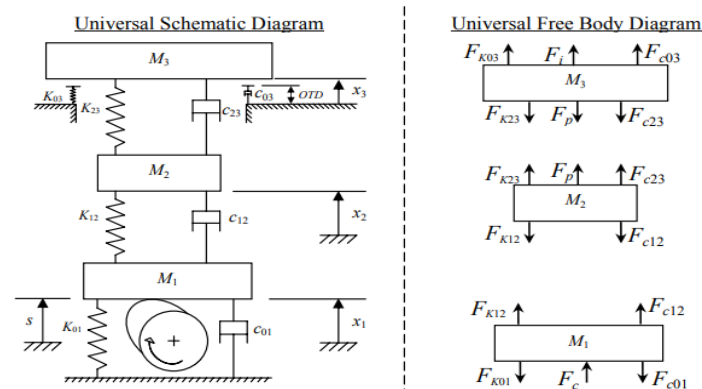 Universal Schematic Diagram
M3
K03
K23
c23
c03
OTD
x3
M2
K12
c12
x2
M1
s
K01
c01
x1
Universal Free Body Diagram
FK03 Fi Fc03
M3
FK23 Fp Fc23
FK23 Fp Fc23
M2
FK12 Fc12
FK12 Fc12
M1
FK01 Fc Fc01